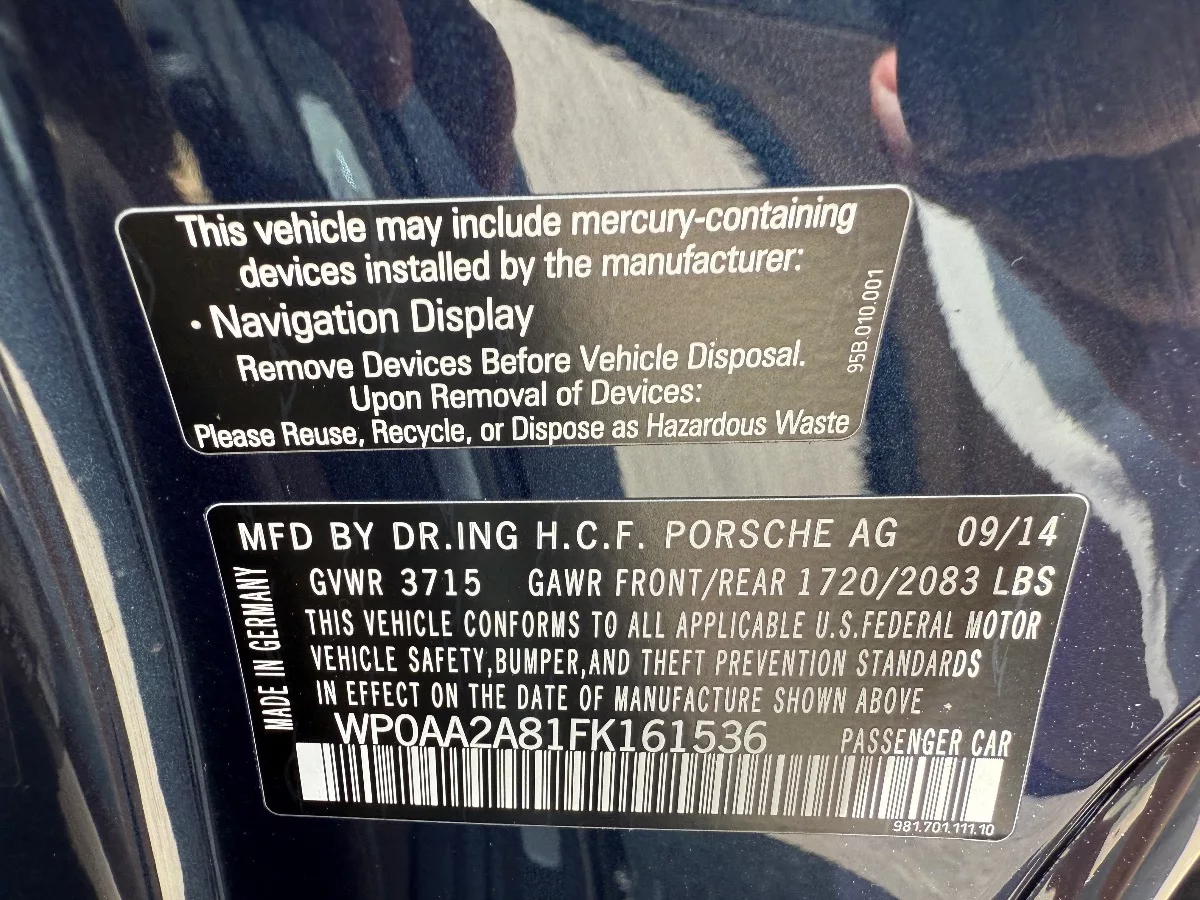 This vehicle may include mercury-containing
devices installed by the manufacturer:
• Navigation Display
Remove Devices Before Vehicle Disposal.
Upon Removal of Devices:
Please Reuse, Recycle, or Dispose as Hazardous Waste
95B.010.001
MFD BY DR.ING H.C.F. PORSCHE AG 09/14
GVWR 3715 GAWR FRONT/REAR 1720/2083 LBS
THIS VEHICLE CONFORMS TO ALL APPLICABLE U.S.FEDERAL MOTOR
VEHICLE SAFETY,BUMPER,AND THEFT PREVENTION STANDARDS
IN EFFECT ON THE DATE OF MANUFACTURE SHOWN ABOVE
MADE IN GERMANY
WP0AA2A81FK161536 PASSENGER CAR
981.701.111.10